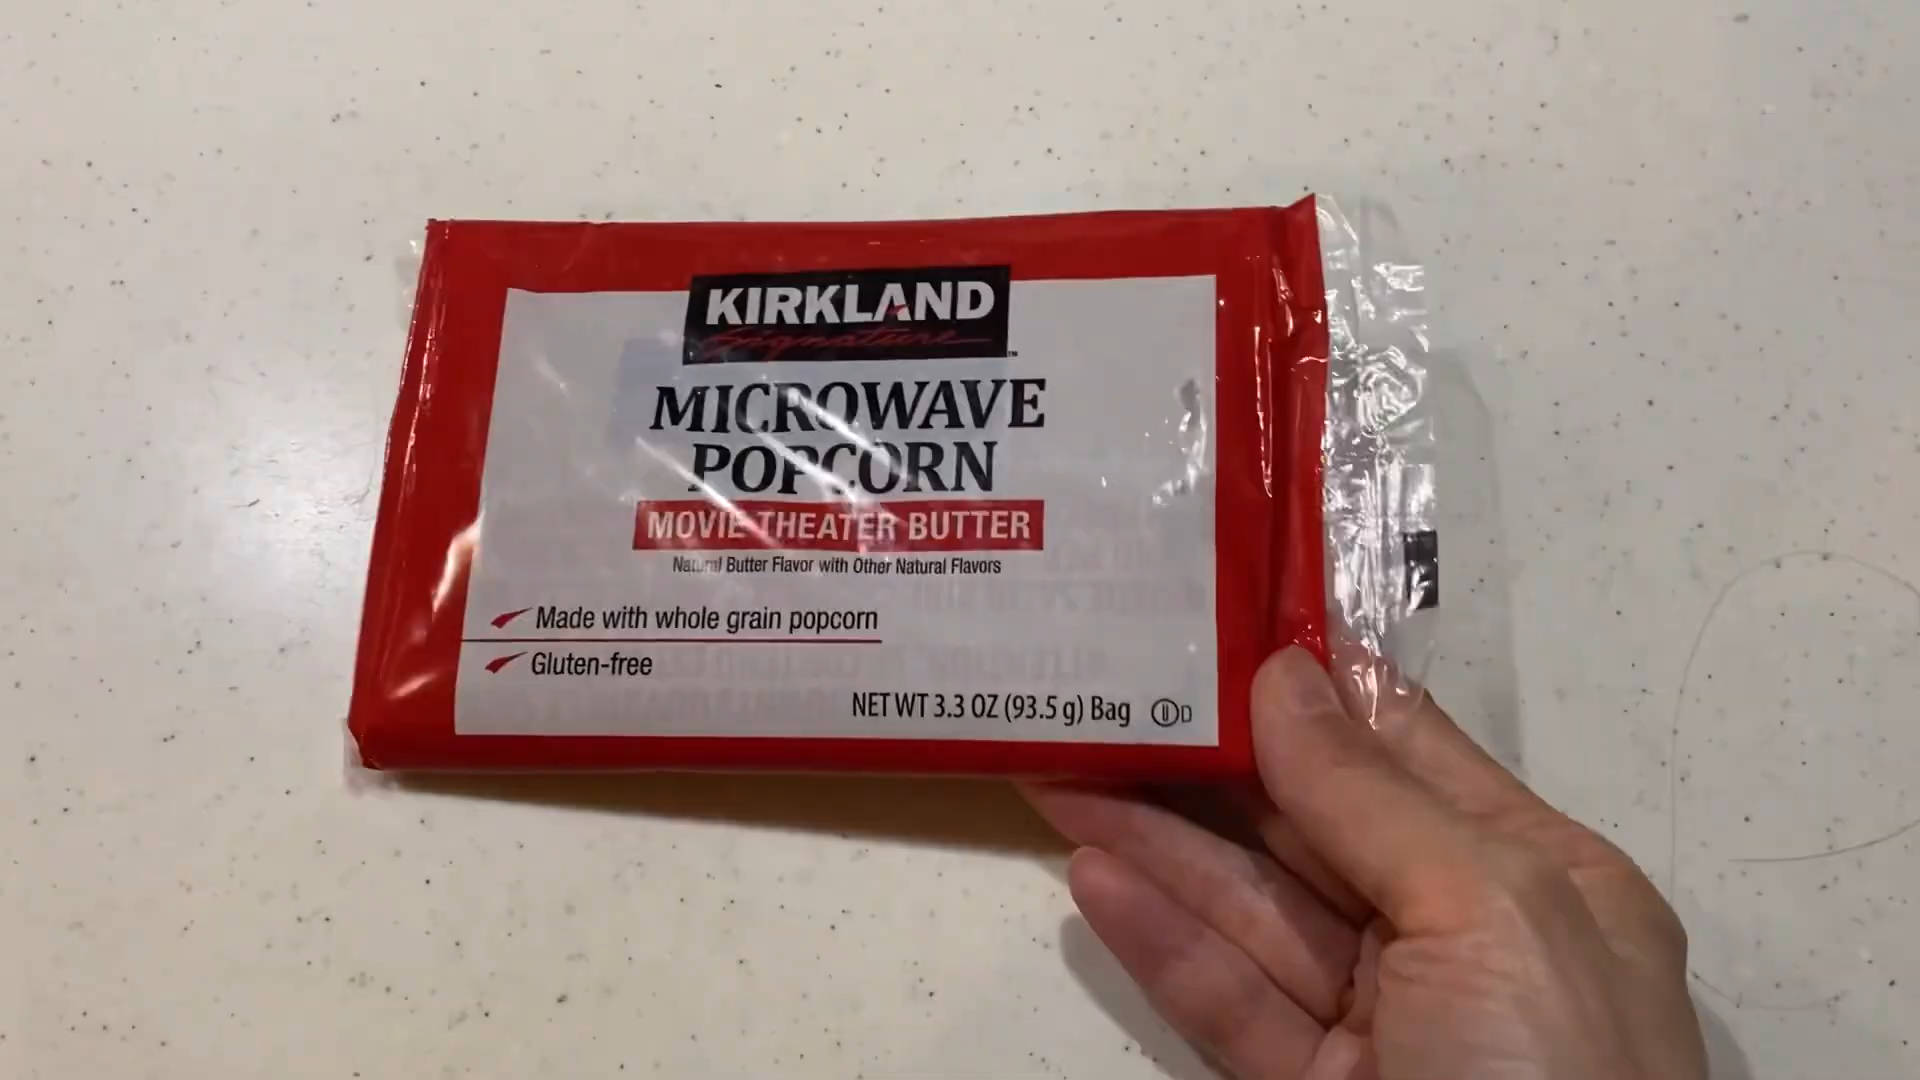 KIRKLAND
Signature™
MICROWAVE
POPCORN
MOVIE THEATER BUTTER
Natural Butter Flavor with Other Natural Flavors
Made with whole grain popcorn
Gluten-free
NET WT 3.3 OZ (93.5 g) Bag Ⓤ D